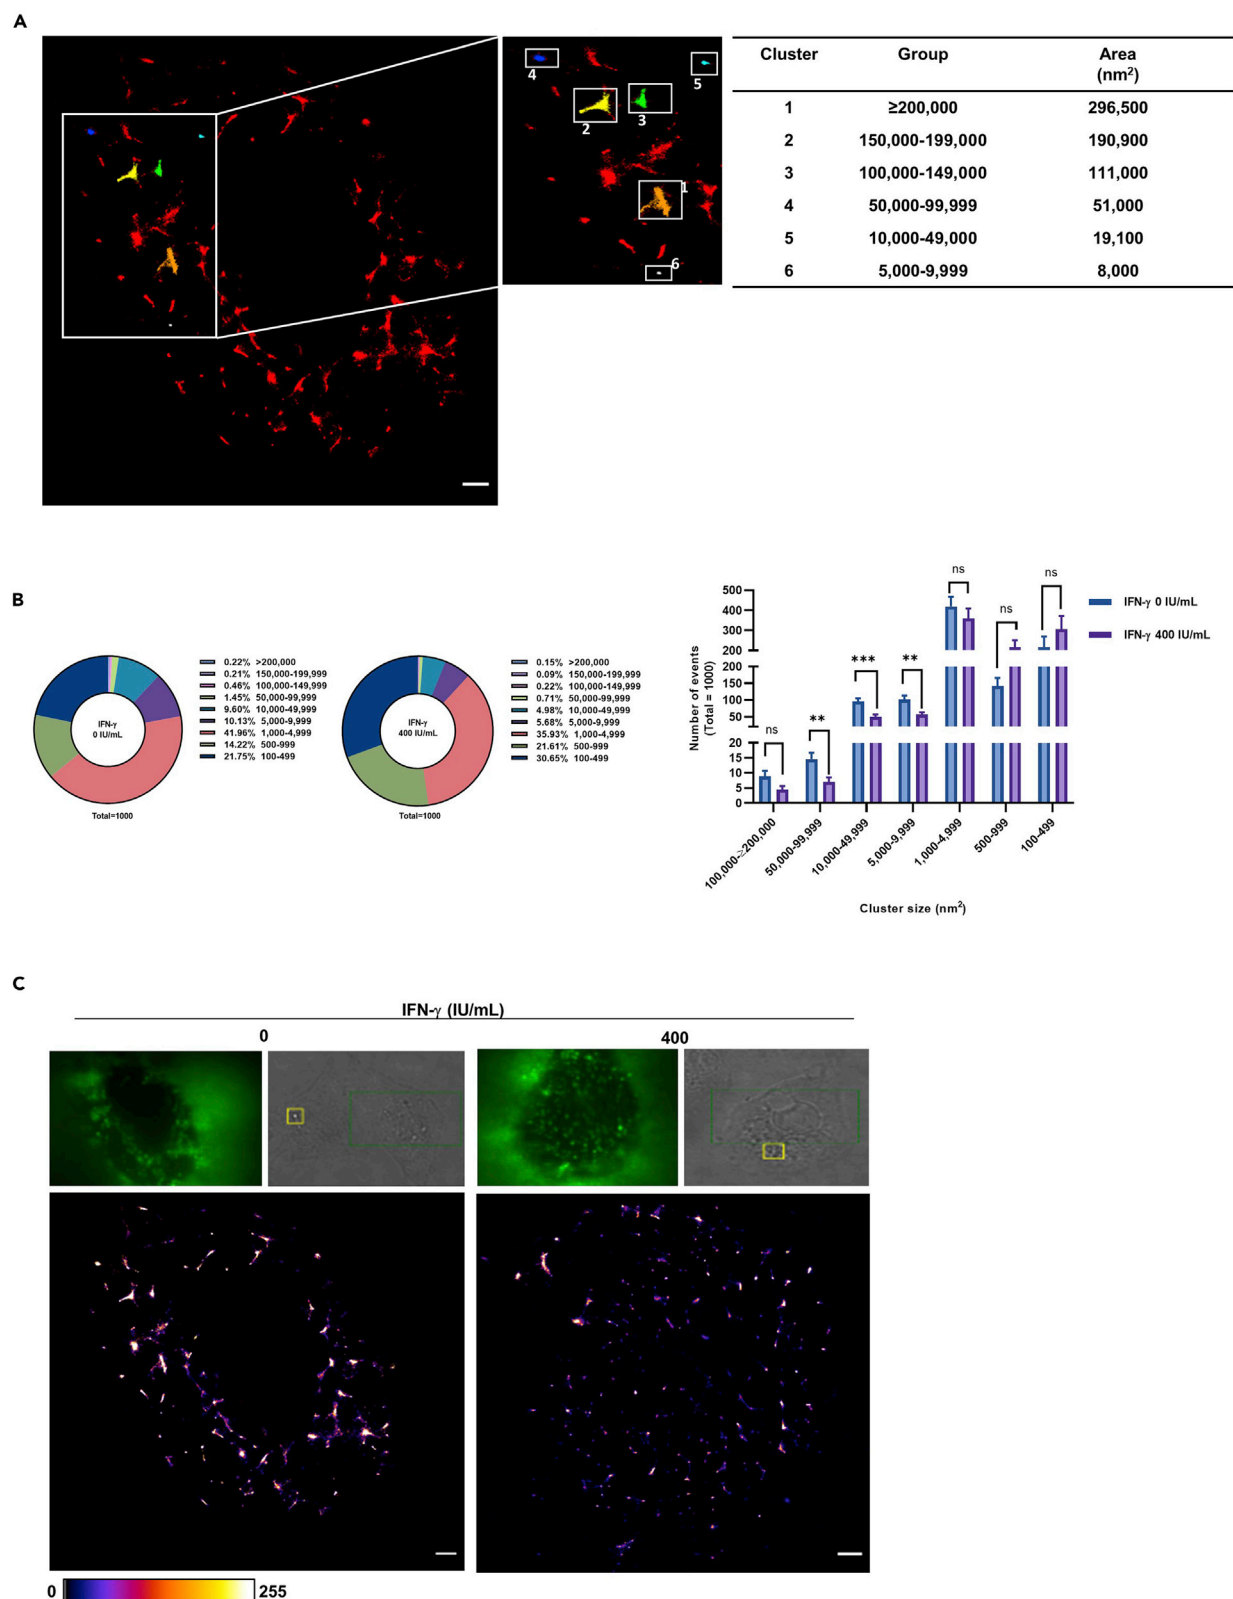 A
4
5
2
3
1
6
Cluster Group Area
(nm²)
1 ≥200,000 296,500
2 150,000-199,000 190,900
3 100,000-149,000 111,000
4 50,000-99,999 51,000
5 10,000-49,000 19,100
6 5,000-9,999 8,000
B
IFN-γ
0 IU/mL
Total=1000
0.22% >200,000
0.21% 150,000-199,999
0.46% 100,000-149,999
1.45% 50,000-99,999
9.60% 10,000-49,999
10.13% 5,000-9,999
41.96% 1,000-4,999
14.22% 500-999
21.75% 100-499
IFN-γ
400 IU/mL
Total=1000
0.15% >200,000
0.09% 150,000-199,999
0.22% 100,000-149,999
0.71% 50,000-99,999
4.98% 10,000-49,999
5.68% 5,000-9,999
35.93% 1,000-4,999
21.61% 500-999
30.65% 100-499
Number of events
(Total = 1000)
500
400
300
200
200
150
100
50
20
15
10
5
0
ns
**
***
**
ns
ns
ns
IFN-γ 0 IU/mL
IFN-γ 400 IU/mL
100,000-≥200,000
50,000-99,999
10,000-49,999
5,000-9,999
1,000-4,999
500-999
100-499
Cluster size (nm²)
C
IFN-γ (IU/mL)
0 400
0 255